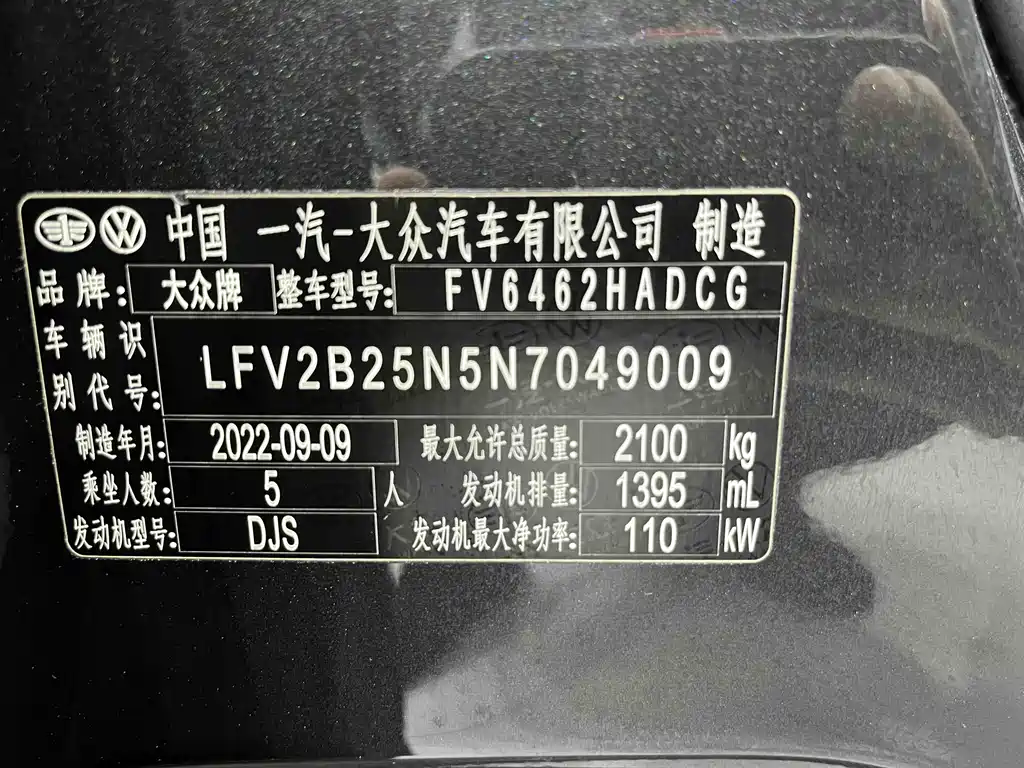 中国 一汽-大众汽车有限公司 制造
品牌: 大众牌 整车型号: FV6462HADCG
车辆识别代号: LFV2B25N5N7049009
制造年月: 2022-09-09 最大允许总质量: 2100 kg
乘坐人数: 5 人 发动机排量: 1395 mL
发动机型号: DJS 发动机最大净功率: 110 kW